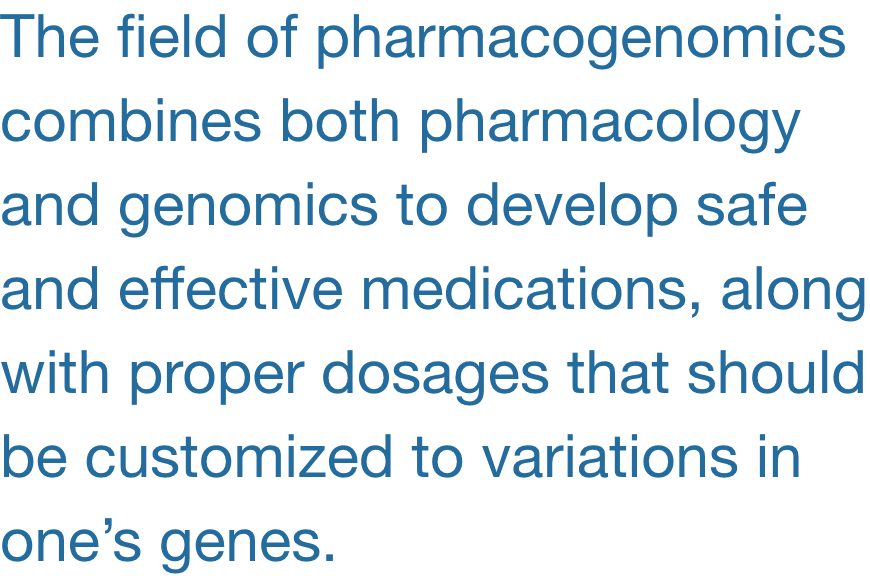 The field of pharmacogenomics
combines both pharmacology
and genomics to develop safe
and effective medications, along
with proper dosages that should
be customized to variations in
one’s genes.